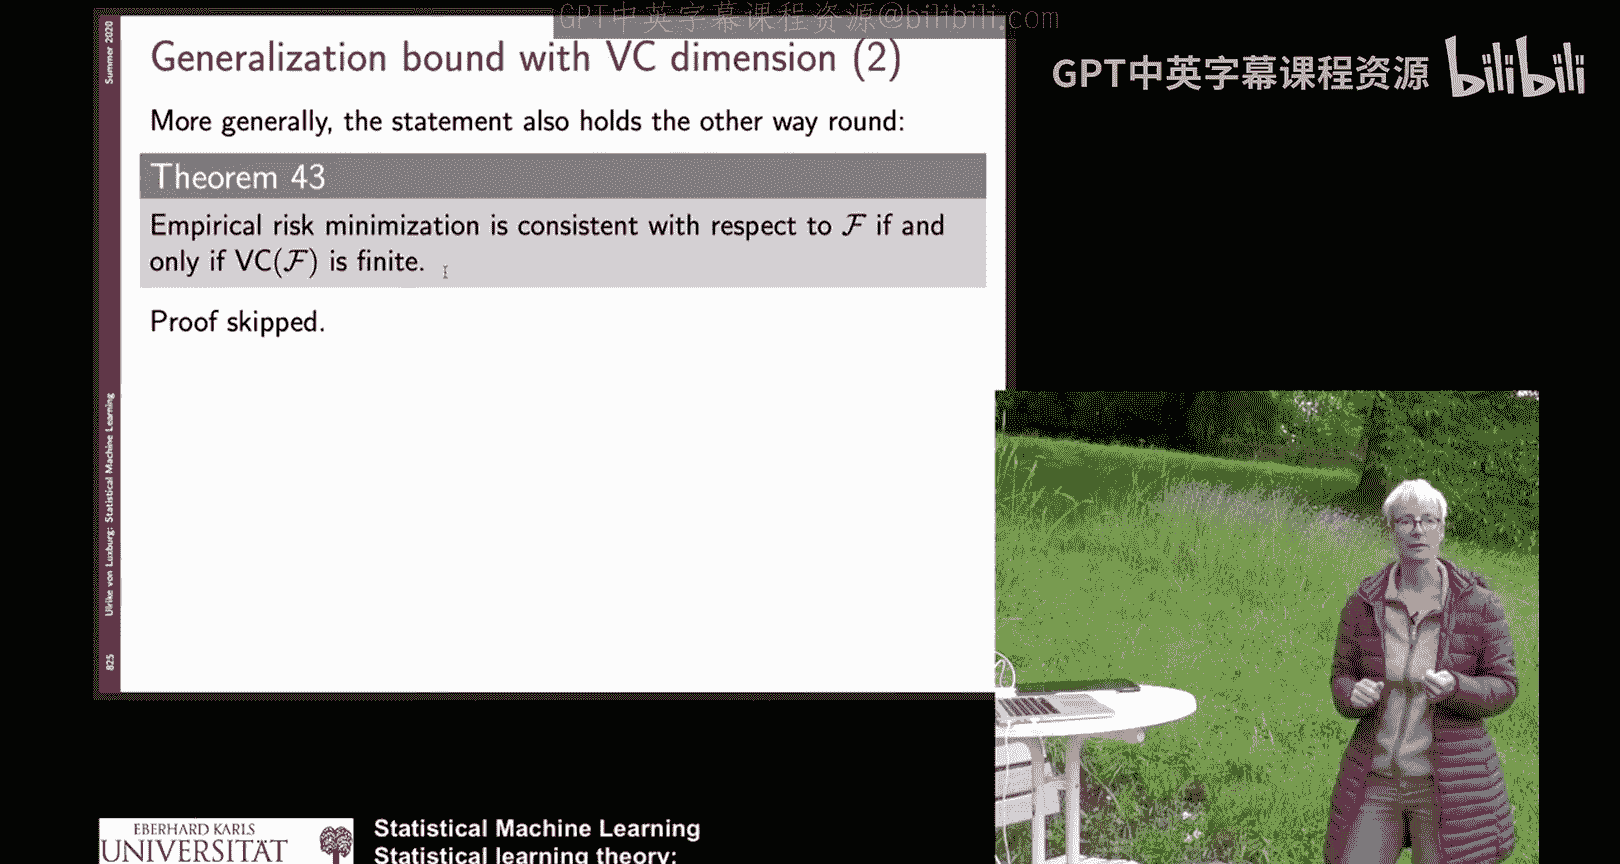 GPT中英字幕课程资源@bilibili.com
GPT中英字幕课程资源 bilibili
Summer 2020
Generalization bound with VC dimension (2)
More generally, the statement also holds the other way round:
Theorem 43
Empirical risk minimization is consistent with respect to ℱ if and
only if VC(ℱ) is finite.
Proof skipped.
Ulrike von Luxburg: Statistical Machine Learning
825
EBERHARD KARLS
UNIVERSITÄT
Statistical Machine Learning
Statistical learning theory: